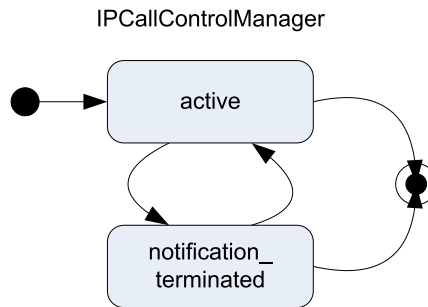 IPCallControlManager
active
notification_
terminated